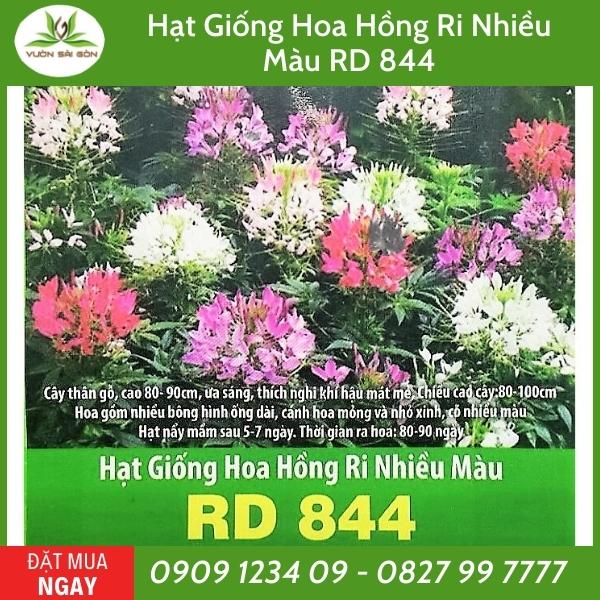 VƯỜN SÀI GÒN
Hạt Giống Hoa Hồng Ri Nhiều
Màu RD 844
Cây thân gỗ, cao 80- 90cm, ưa sáng, thích nghi khí hậu mát mẻ. Chiều cao cây:80-100cm
Hoa gồm nhiều bông hình ống dài, cánh hoa mỏng và nhỏ xinh, có nhiều màu
Hạt nẩy mầm sau 5-7 ngày. Thời gian ra hoa: 80-90 ngày
Hạt Giống Hoa Hồng Ri Nhiều Màu
RD 844
ĐẶT MUA
NGAY
0909 1234 09 - 0827 99 7777